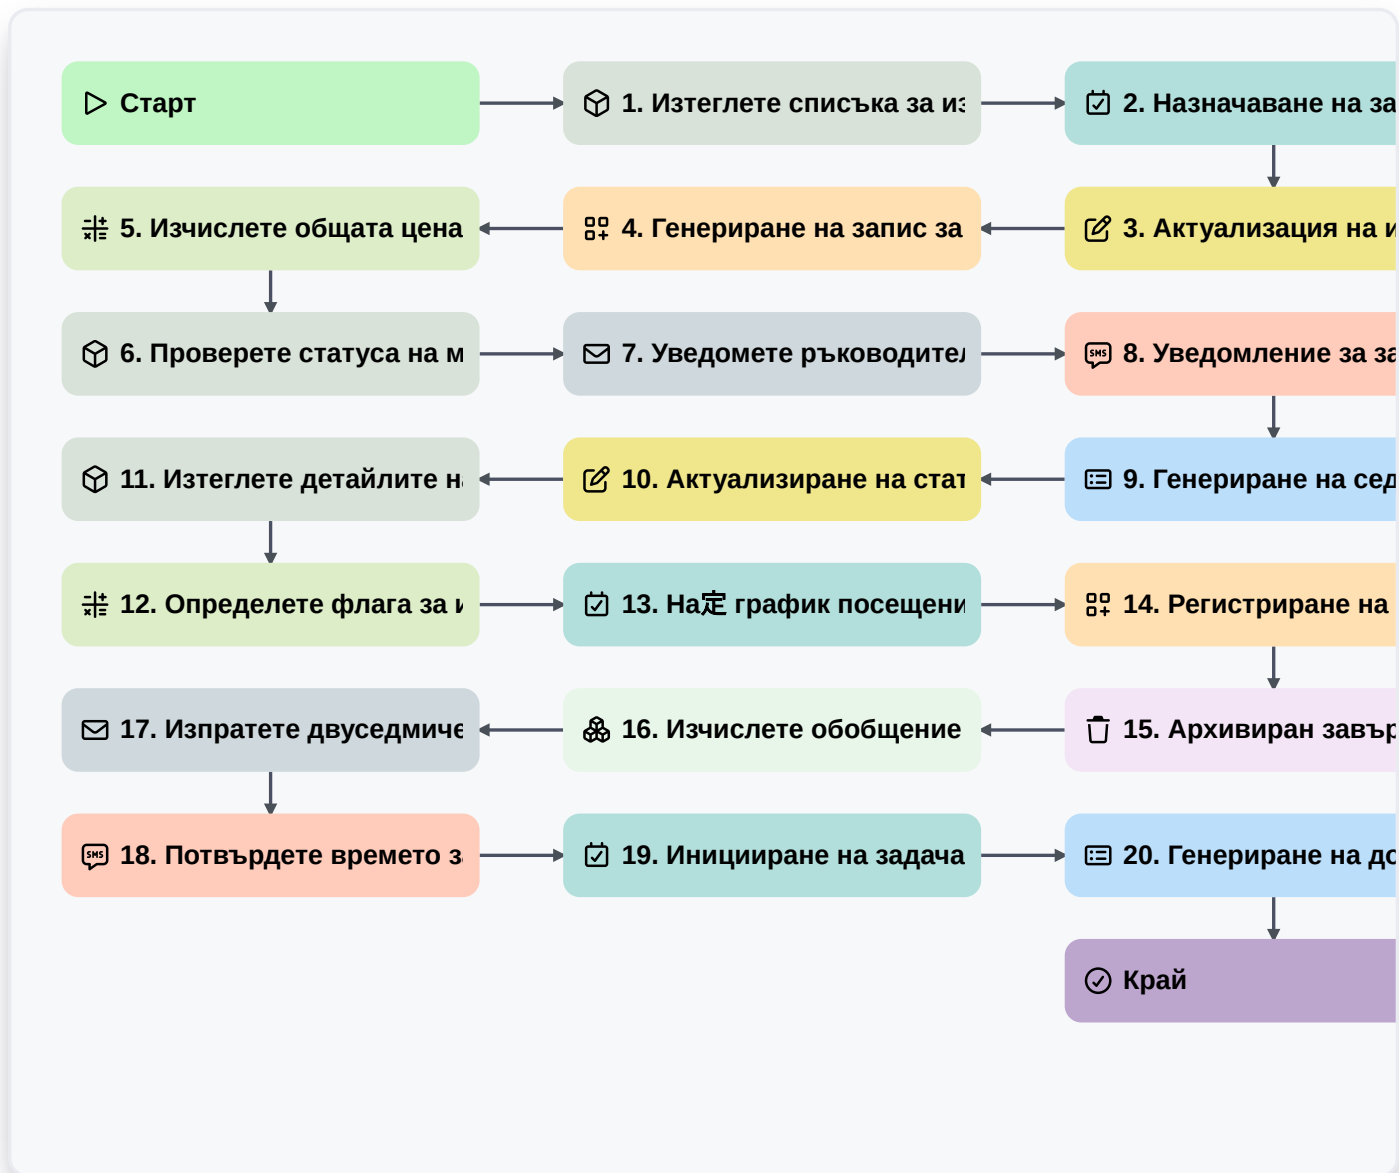 Старт
1. Изтеглете списъка за из
2. Назначаване на за
5. Изчислете общата цена
4. Генериране на запис за
3. Актуализация на и
6. Проверете статуса на м
7. Уведомете ръководител
8. Уведомление за за
11. Изтеглете детайлите на
10. Актуализиране на стат
9. Генериране на сед
12. Определете флага за и
13. На定 график посещени
14. Регистриране на
17. Изпратете двуседмиче
16. Изчислете обобщение
15. Архивиран завър
18. Потвърдете времето за
19. Иницииране на задача
20. Генериране на до
Край